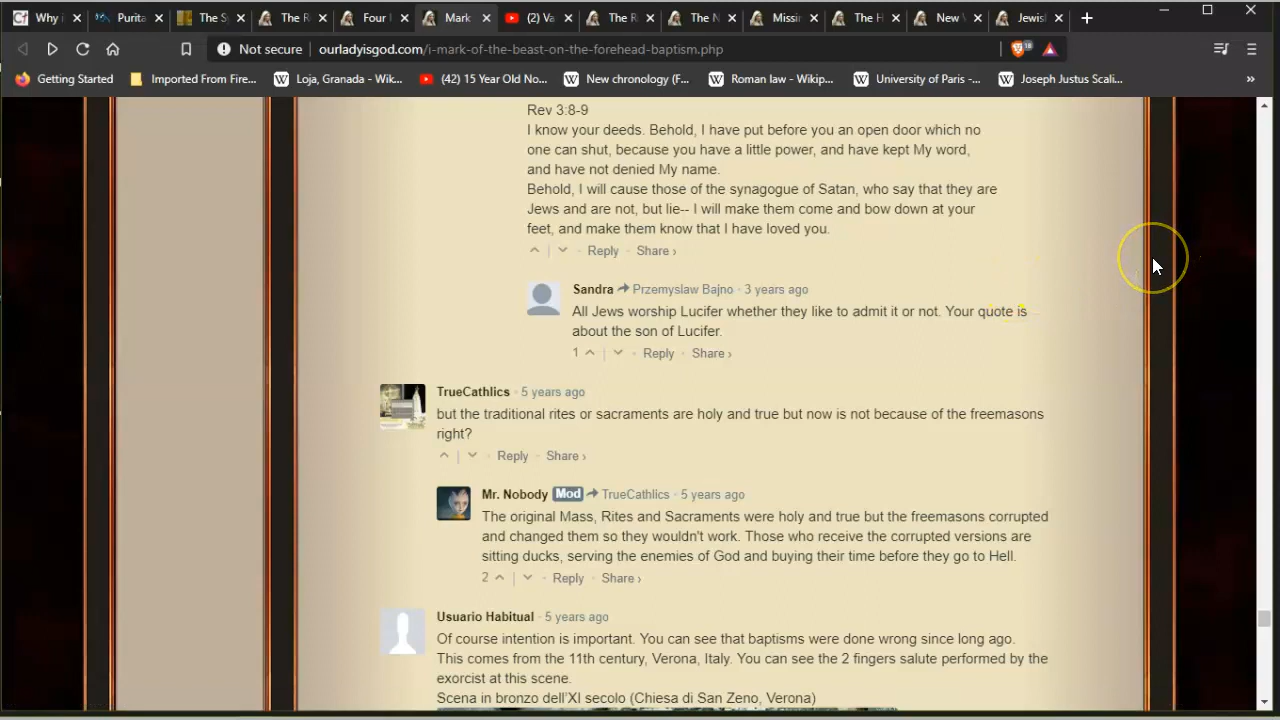 Why i
Purita
The S
The R
Four I
Mark
(2) Va
The R
The N
Missin
The H
New V
Jewish
Not secure
ourladyisgod.com/i-mark-of-the-beast-on-the-forehead-baptism.php
18
Getting Started
Imported From Fire...
Loja, Granada - Wik...
(42) 15 Year Old No...
New chronology (F...
Roman law - Wikip...
University of Paris -...
Joseph Justus Scali...
Rev 3:8-9
I know your deeds. Behold, I have put before you an open door which no
one can shut, because you have a little power, and have kept My word,
and have not denied My name.
Behold, I will cause those of the synagogue of Satan, who say that they are
Jews and are not, but lie-- I will make them come and bow down at your
feet, and make them know that I have loved you.
Reply · Share ›
Sandra Przemyslaw Bajno · 3 years ago
All Jews worship Lucifer whether they like to admit it or not. Your quote is
about the son of Lucifer.
1 Reply · Share ›
TrueCathlics · 5 years ago
but the traditional rites or sacraments are holy and true but now is not because of the freemasons
right?
Reply · Share ›
Mr. Nobody Mod TrueCathlics · 5 years ago
The original Mass, Rites and Sacraments were holy and true but the freemasons corrupted
and changed them so they wouldn't work. Those who receive the corrupted versions are
sitting ducks, serving the enemies of God and buying their time before they go to Hell.
2 Reply · Share ›
Usuario Habitual · 5 years ago
Of course intention is important. You can see that baptisms were done wrong since long ago.
This comes from the 11th century, Verona, Italy. You can see the 2 fingers salute performed by the
exorcist at this scene.
Scena in bronzo dell'XI secolo (Chiesa di San Zeno, Verona)